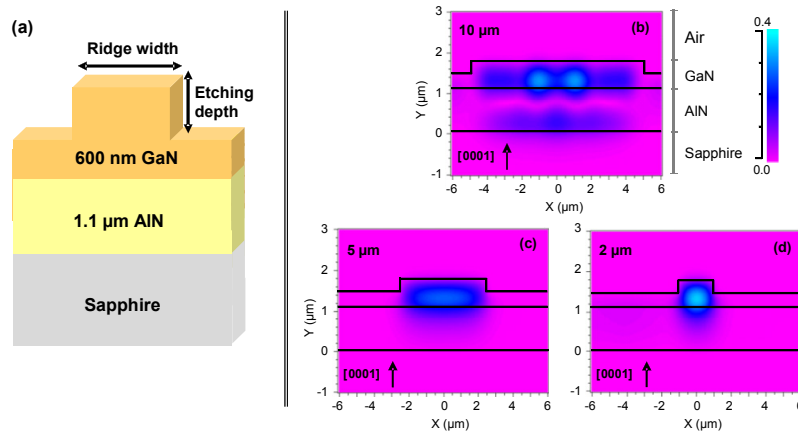 (a)
Ridge width
Etching
depth
600 nm GaN
1.1 µm AlN
Sapphire
3
2
1
0
-1
Y (µm)
10 µm
(b)
[0001]
-6 -4 -2 0 2 4 6
X (µm)
Air
GaN
AlN
Sapphire
0.4
0.0
3
2
1
0
-1
Y (µm)
5 µm
(c)
[0001]
-6 -4 -2 0 2 4 6
X (µm)
3
2
1
0
-1
2 µm
(d)
[0001]
-6 -4 -2 0 2 4 6
X (µm)